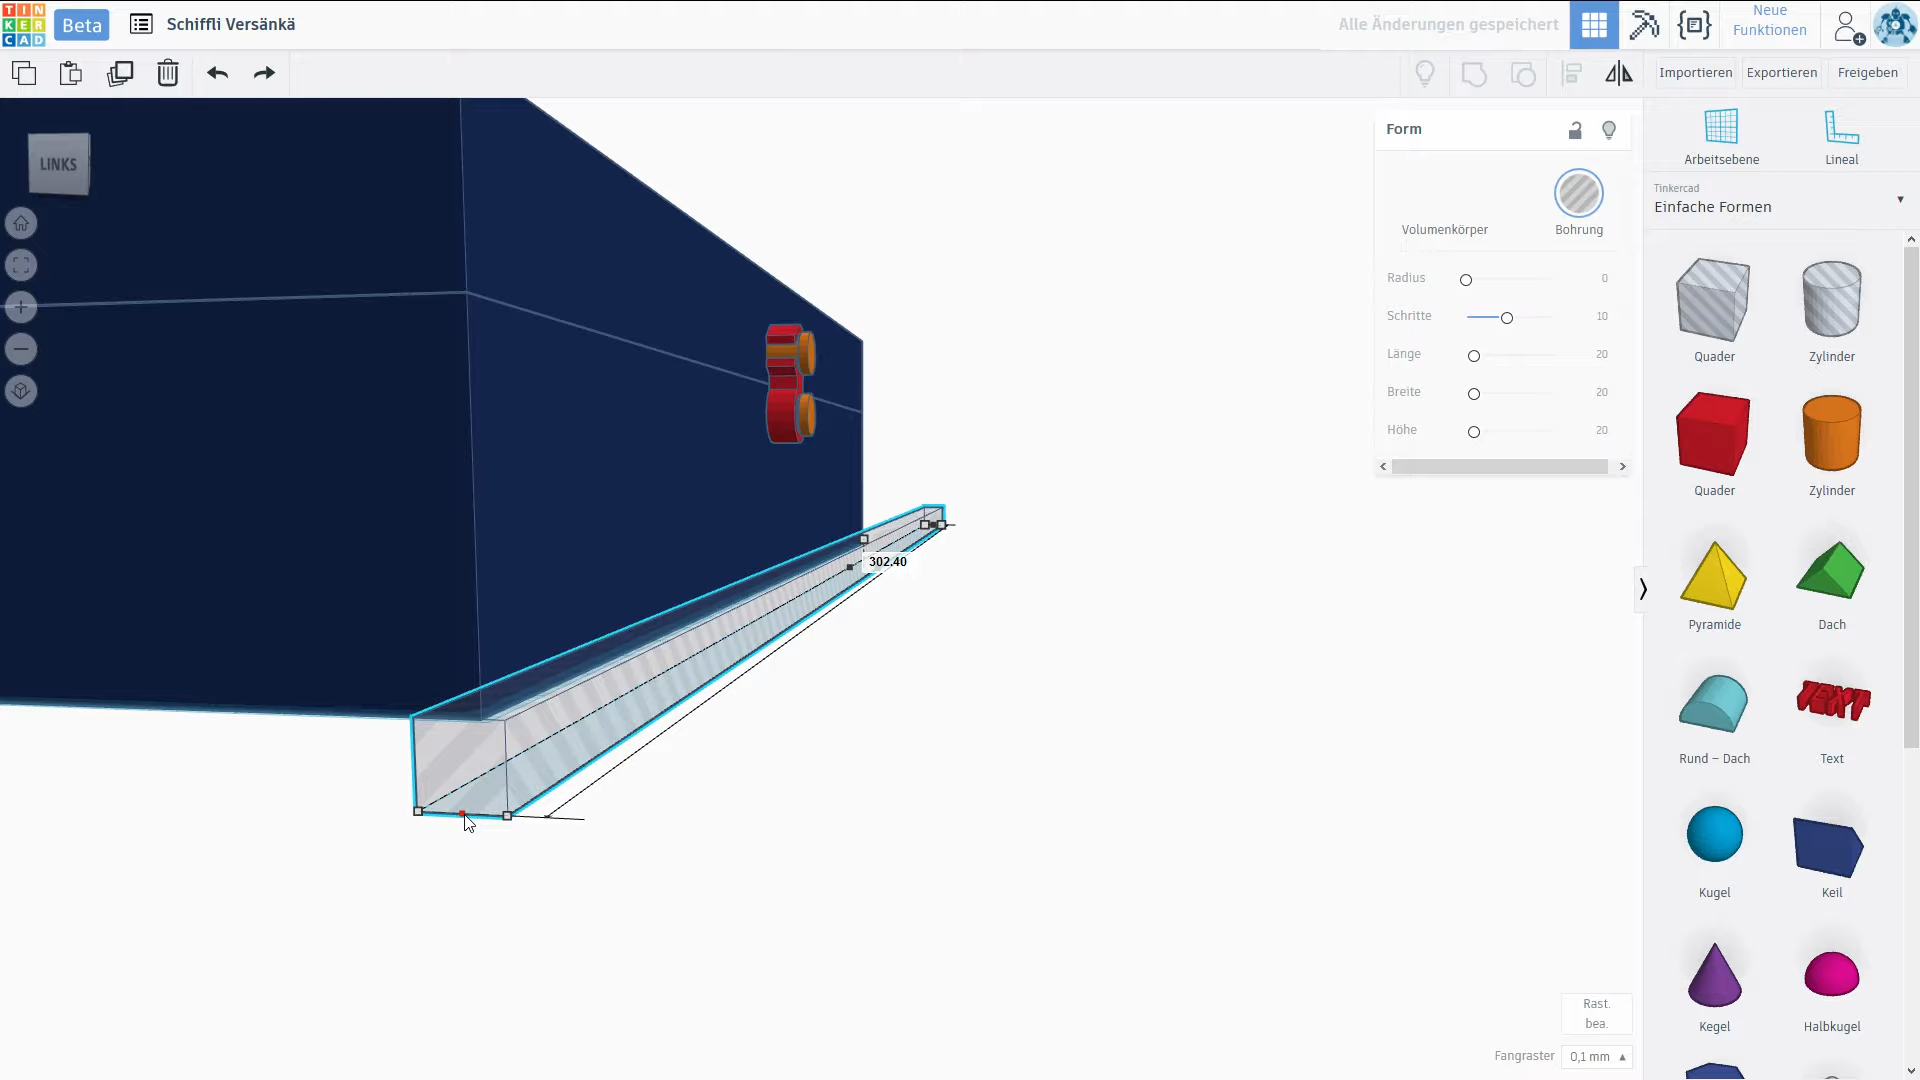 TIN
KER
CAD
Beta
Schiffli Versänkä
Alle Änderungen gespeichert
Neue
Funktionen
Importieren
Exportieren
Freigeben
LINKS
Form
Volumenkörper
Bohrung
Radius
0
Schritte
10
Länge
20
Breite
20
Höhe
20
302.40
Arbeitsebene
Lineal
Tinkercad
Einfache Formen
Quader
Zylinder
Quader
Zylinder
Pyramide
Dach
TEXT
Rund – Dach
Text
Kugel
Keil
Kegel
Halbkugel
Rast.
bea.
Fangraster
0,1 mm